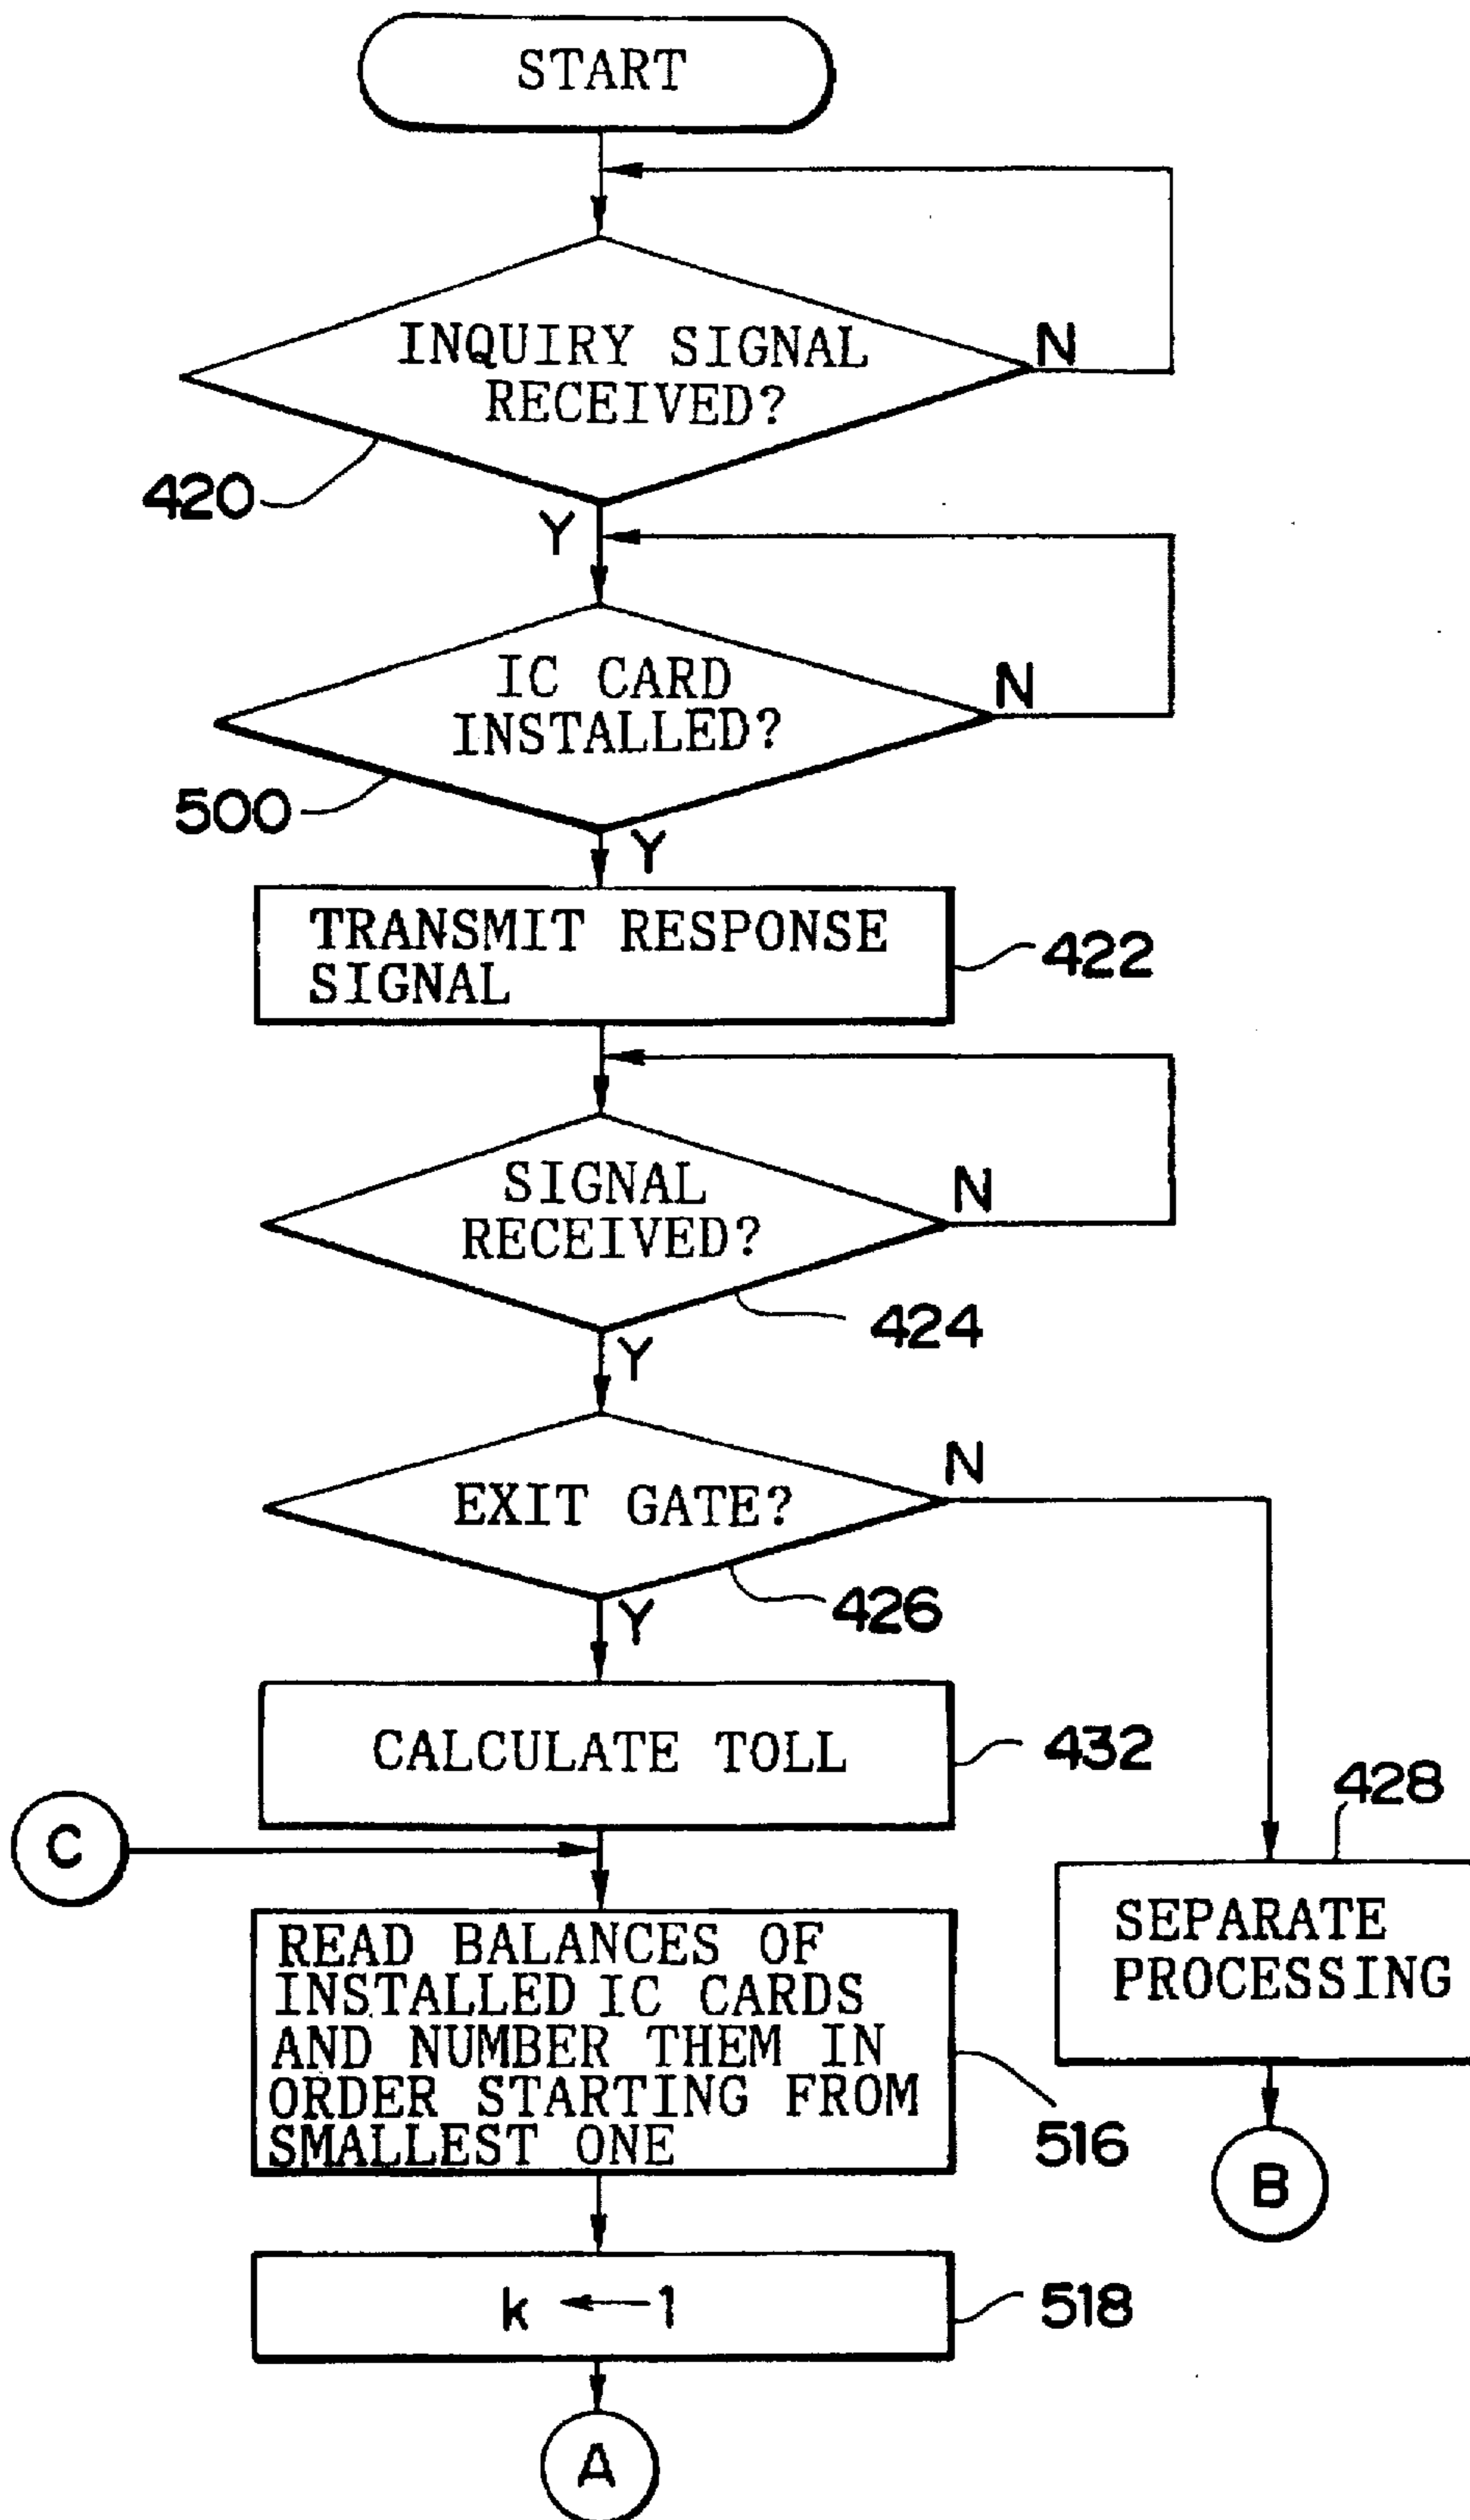 START
INQUIRY SIGNAL
RECEIVED?
N
420
Y
IC CARD
INSTALLED?
N
500
Y
TRANSMIT RESPONSE
SIGNAL
422
SIGNAL
RECEIVED?
N
424
Y
EXIT GATE?
N
426
Y
CALCULATE TOLL
432
428
C
SEPARATE
PROCESSING
READ BALANCES OF
INSTALLED IC CARDS
AND NUMBER THEM IN
ORDER STARTING FROM
SMALLEST ONE
516
B
k ← 1
518
A